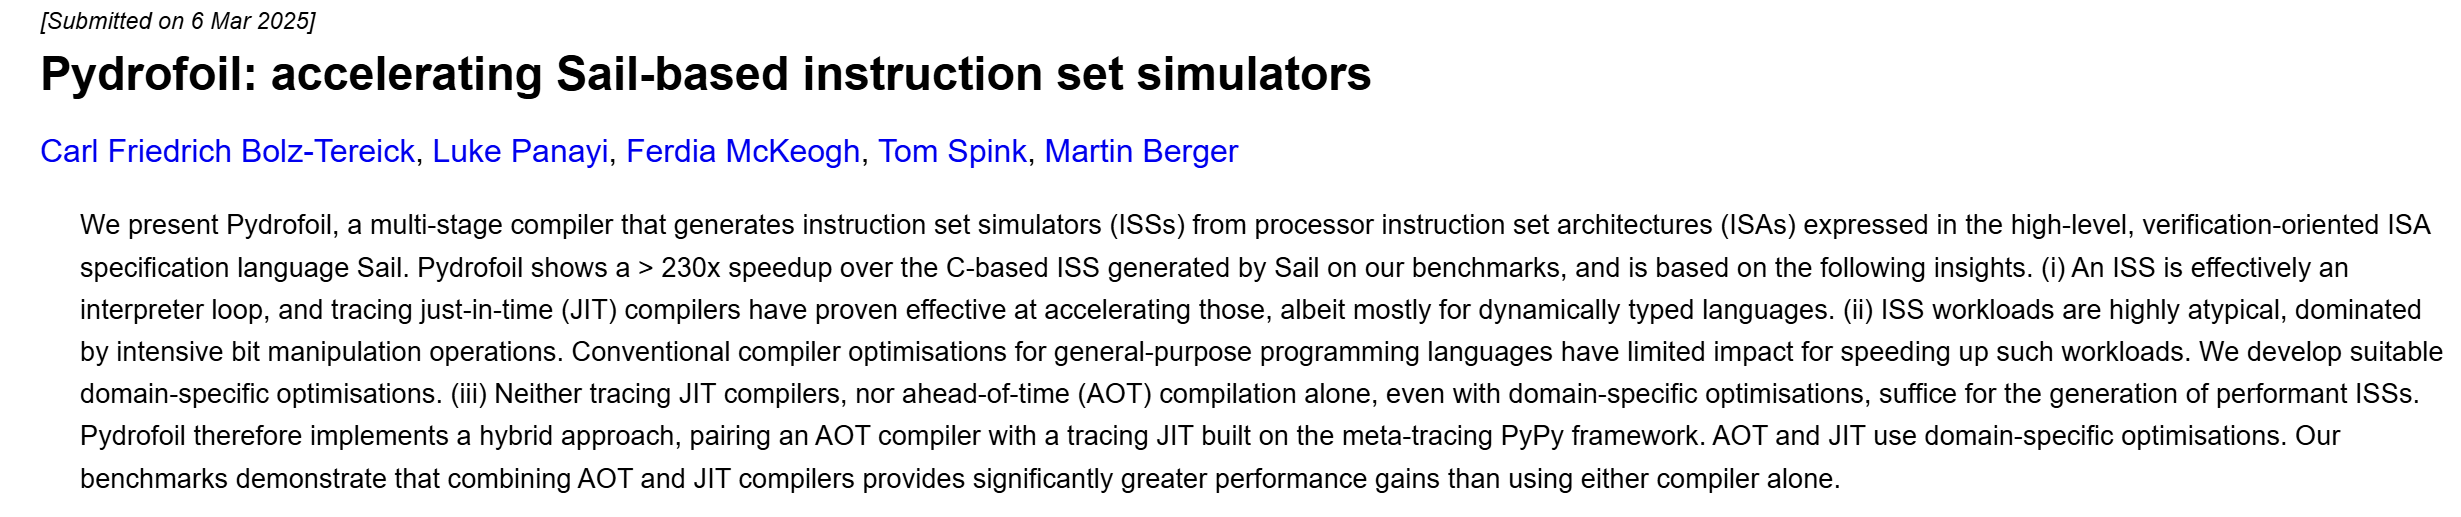 [Submitted on 6 Mar 2025]
Pydrofoil: accelerating Sail-based instruction set simulators
Carl Friedrich Bolz-Tereick, Luke Panayi, Ferdia McKeogh, Tom Spink, Martin Berger
We present Pydrofoil, a multi-stage compiler that generates instruction set simulators (ISSs) from processor instruction set architectures (ISAs) expressed in the high-level, verification-oriented ISA
specification language Sail. Pydrofoil shows a > 230x speedup over the C-based ISS generated by Sail on our benchmarks, and is based on the following insights. (i) An ISS is effectively an
interpreter loop, and tracing just-in-time (JIT) compilers have proven effective at accelerating those, albeit mostly for dynamically typed languages. (ii) ISS workloads are highly atypical, dominated
by intensive bit manipulation operations. Conventional compiler optimisations for general-purpose programming languages have limited impact for speeding up such workloads. We develop suitable
domain-specific optimisations. (iii) Neither tracing JIT compilers, nor ahead-of-time (AOT) compilation alone, even with domain-specific optimisations, suffice for the generation of performant ISSs.
Pydrofoil therefore implements a hybrid approach, pairing an AOT compiler with a tracing JIT built on the meta-tracing PyPy framework. AOT and JIT use domain-specific optimisations. Our
benchmarks demonstrate that combining AOT and JIT compilers provides significantly greater performance gains than using either compiler alone.